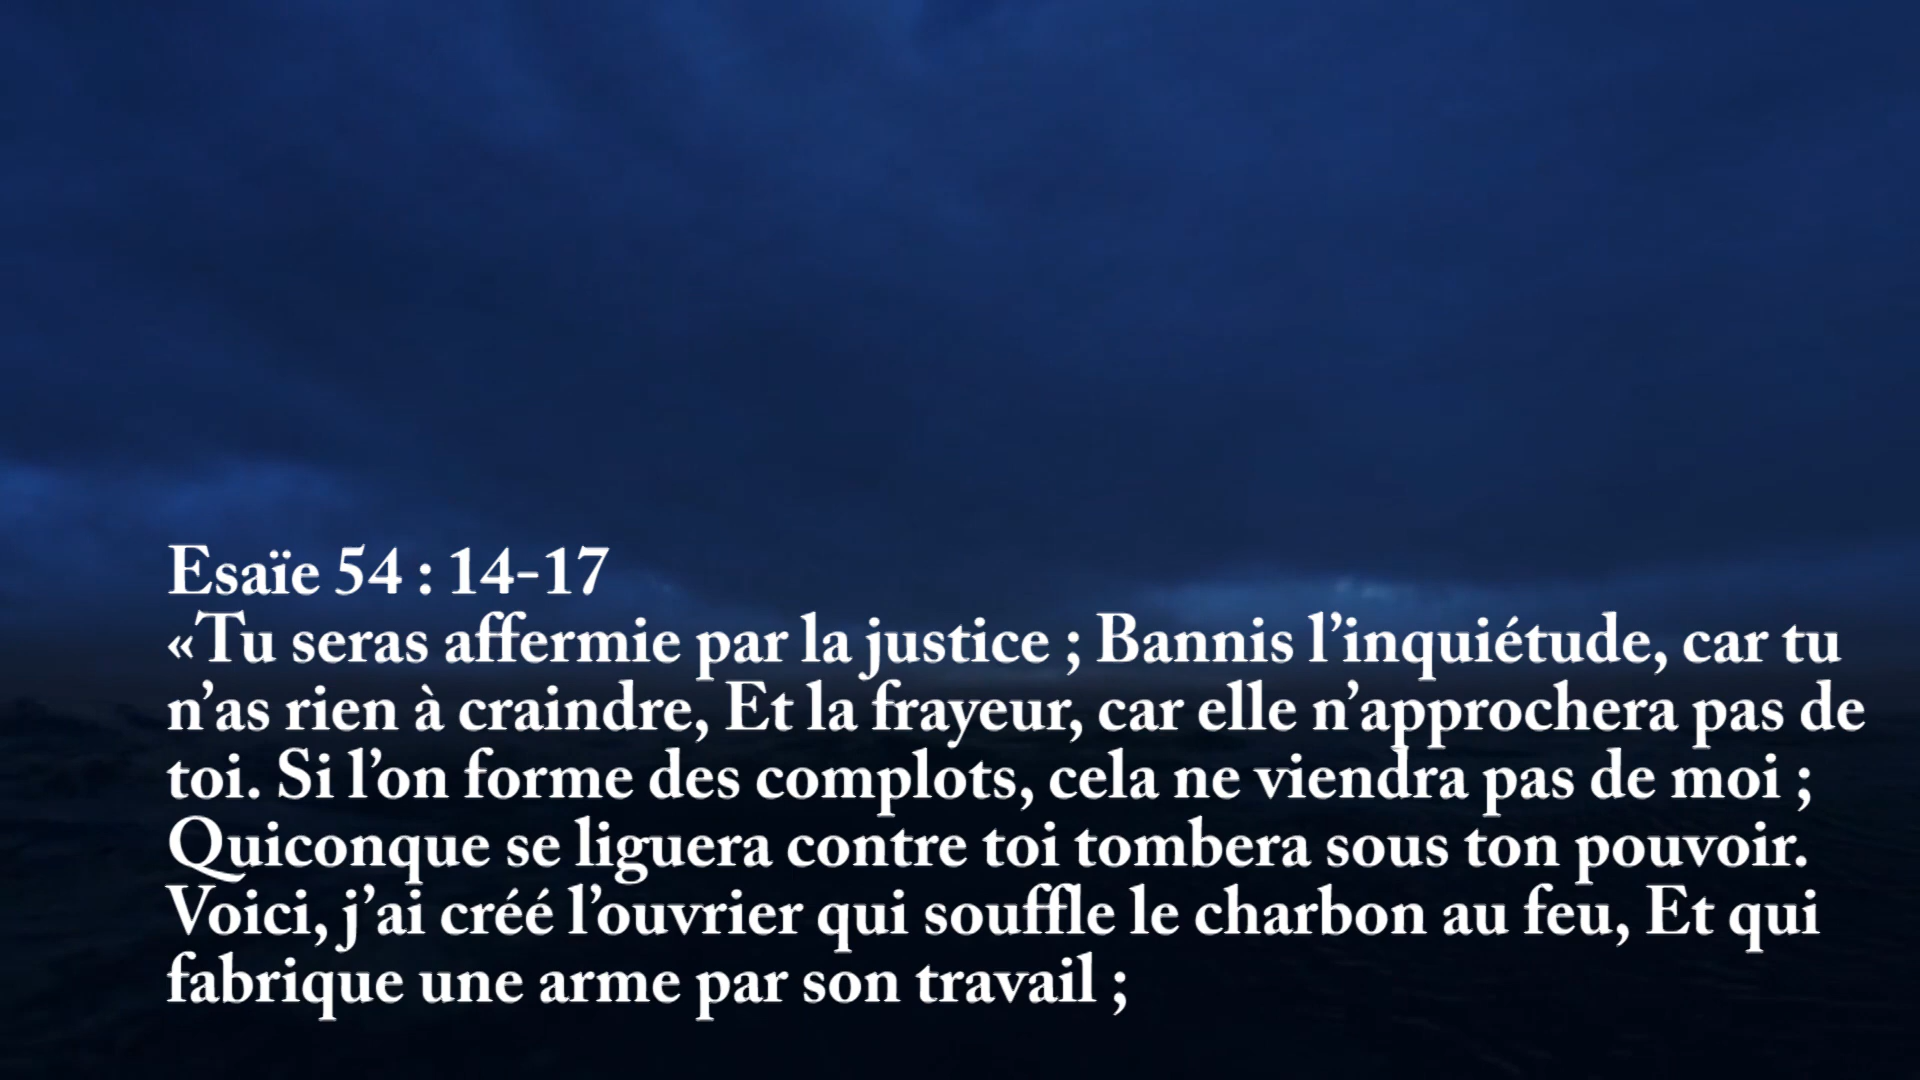 Esaïe 54 : 14-17
«Tu seras affermie par la justice ; Bannis l’inquiétude, car tu
n’as rien à craindre, Et la frayeur, car elle n’approchera pas de
toi. Si l’on forme des complots, cela ne viendra pas de moi ;
Quiconque se liguera contre toi tombera sous ton pouvoir.
Voici, j’ai créé l’ouvrier qui souffle le charbon au feu, Et qui
fabrique une arme par son travail ;